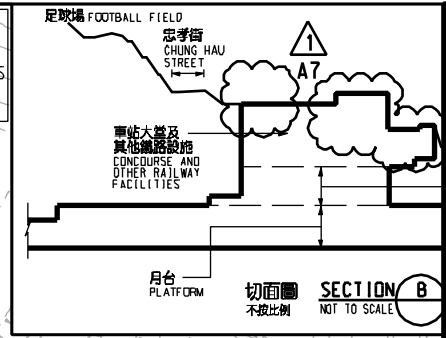 足球場 FOOTBALL FIELD
忠孝街
CHUNG HAU
STREET
1
A7
車站大堂及
其他鐵路設施
CONCOURSE AND
OTHER RAILWAY
FACILITIES
月台
PLATFORM
切面圖 SECTION B
不按比例 NOT TO SCALE